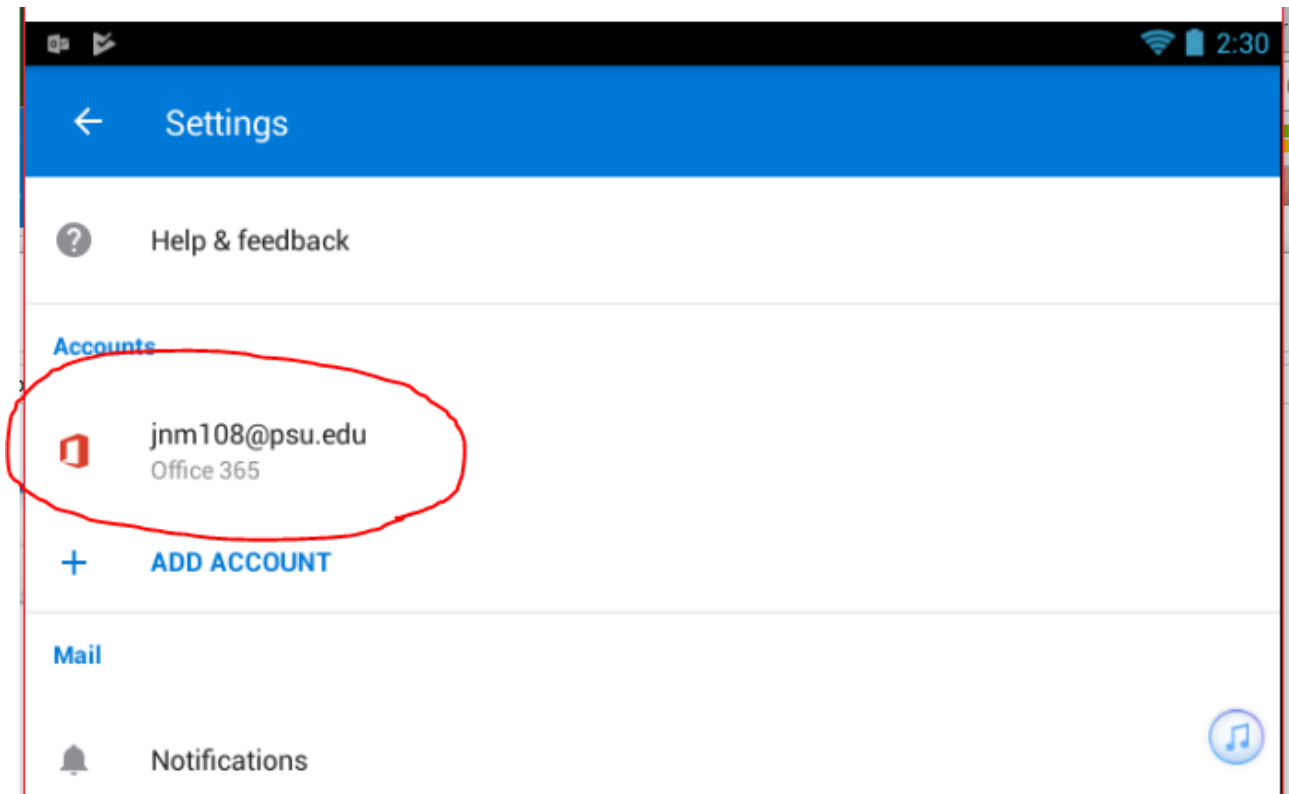 2:30
Settings
Help & feedback
Accounts
jnm108@psu.edu
Office 365
ADD ACCOUNT
Mail
Notifications